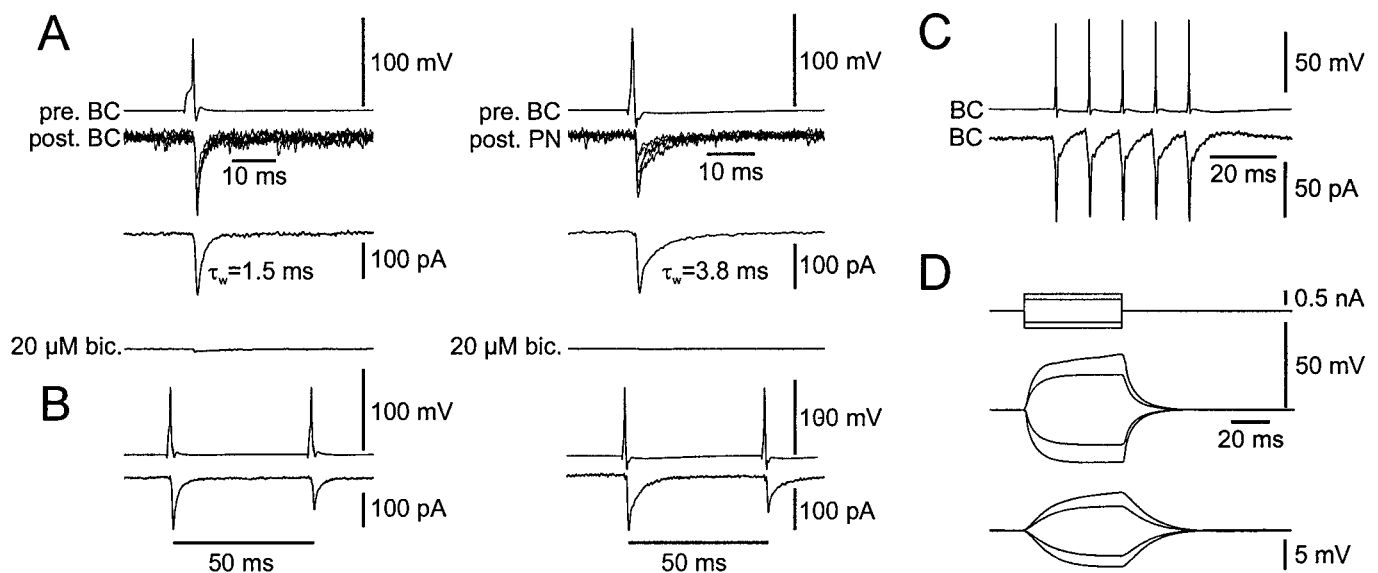 A
100 mV
pre. BC
post. BC
10 ms
100 pA
τw=1.5 ms
20 µM bic.
100 mV
pre. BC
post. PN
10 ms
100 pA
τw=3.8 ms
20 µM bic.
B
100 mV
100 pA
50 ms
100 mV
100 pA
50 ms
C
50 mV
BC
BC
20 ms
50 pA
D
0.5 nA
50 mV
20 ms
5 mV